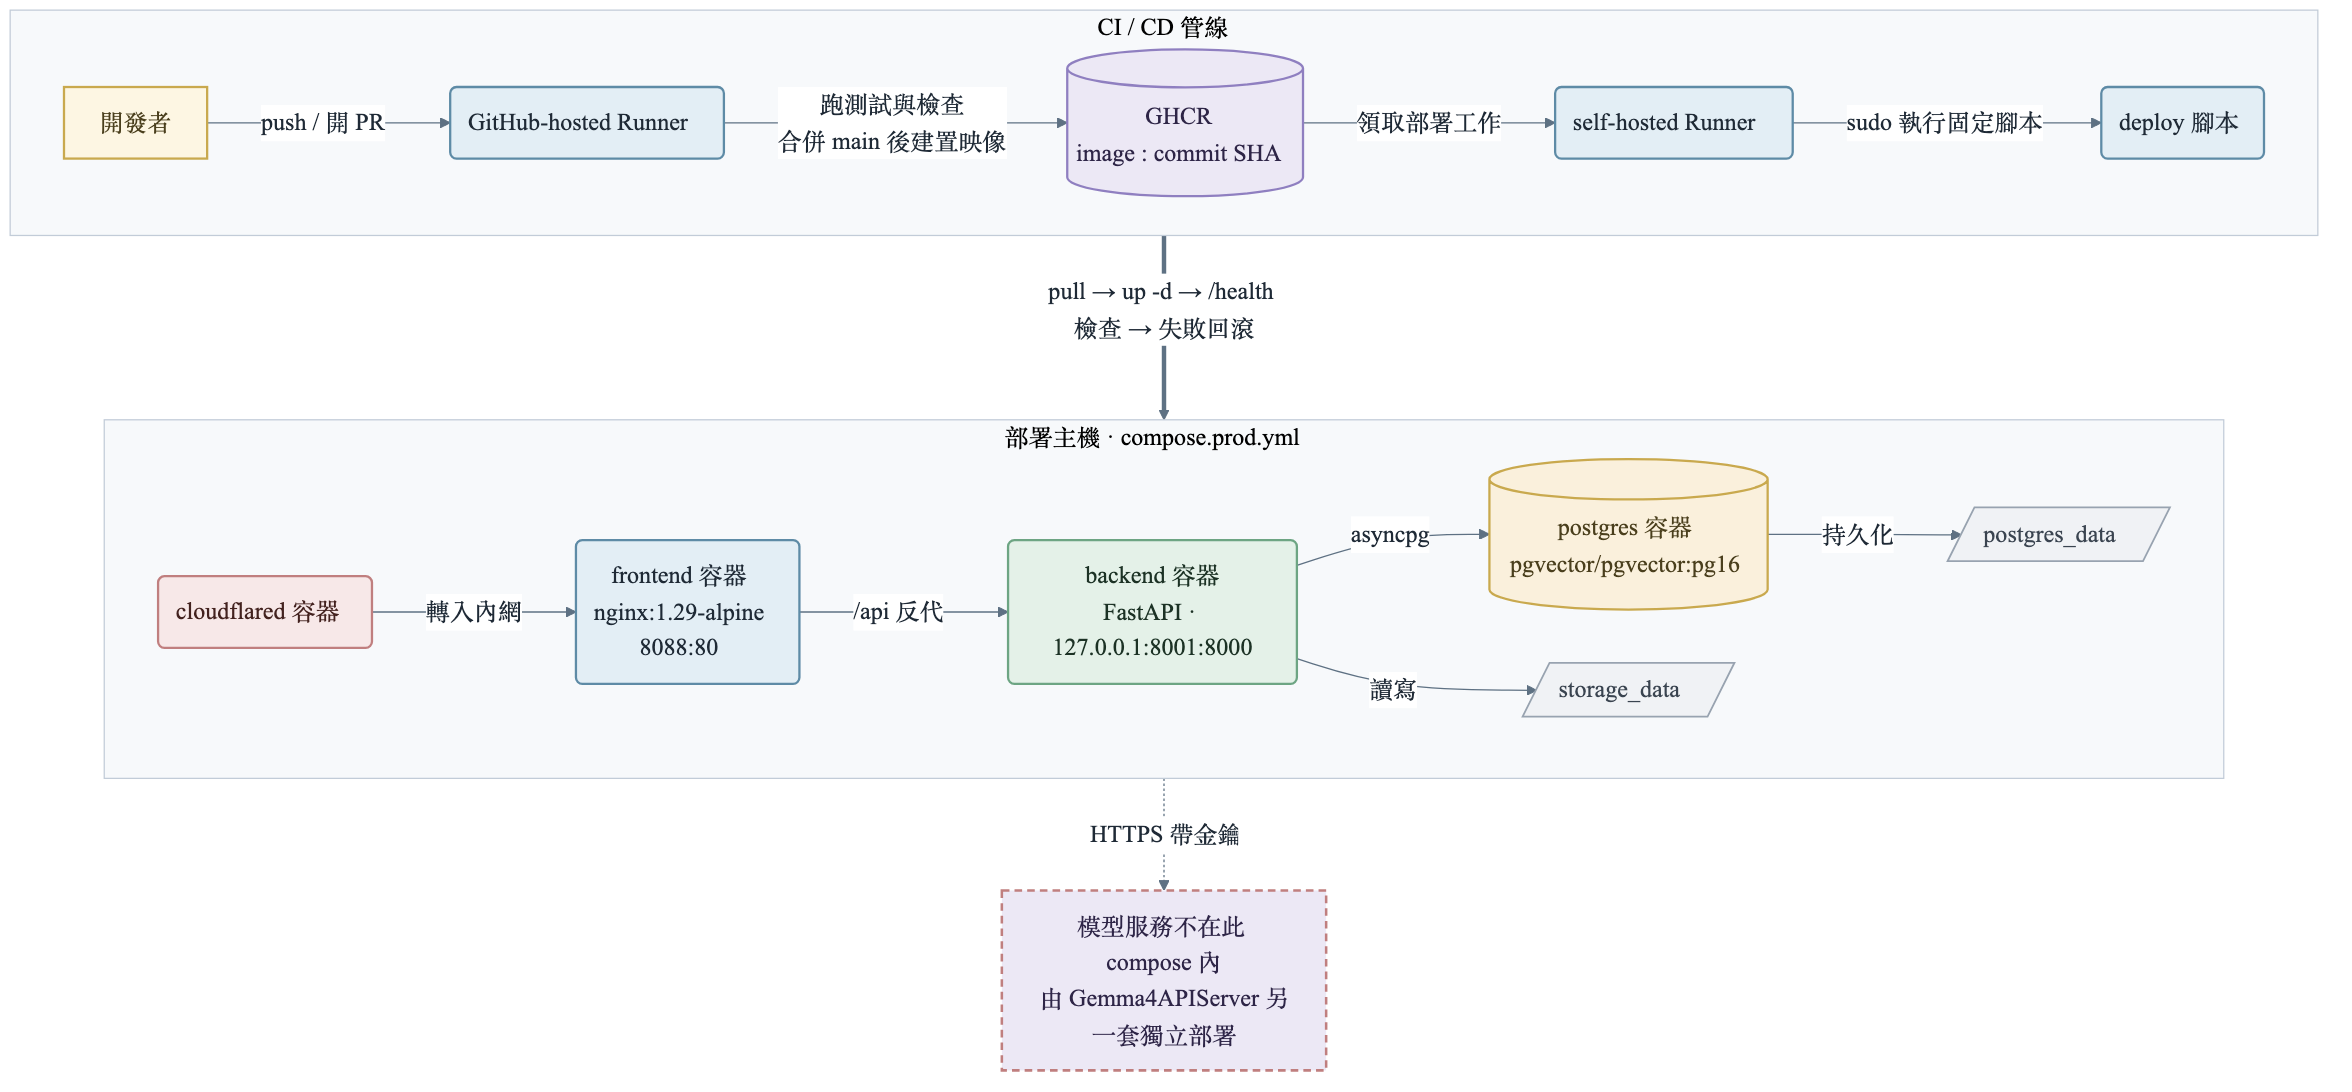 CI / CD 管線
開發者
push / 開 PR
GitHub-hosted Runner
跑測試與檢查
合併 main 後建置映像
GHCR
image : commit SHA
領取部署工作
self-hosted Runner
sudo 執行固定腳本
deploy 腳本
pull → up -d → /health
檢查 → 失敗回滾
部署主機 · compose.prod.yml
cloudflared 容器
轉入內網
frontend 容器
nginx:1.29-alpine
8088:80
/api 反代
backend 容器
FastAPI ·
127.0.0.1:8001:8000
asyncpg
postgres 容器
pgvector/pgvector:pg16
持久化
postgres_data
讀寫
storage_data
HTTPS 帶金鑰
模型服務不在此
compose 內
由 Gemma4APIServer 另
一套獨立部署